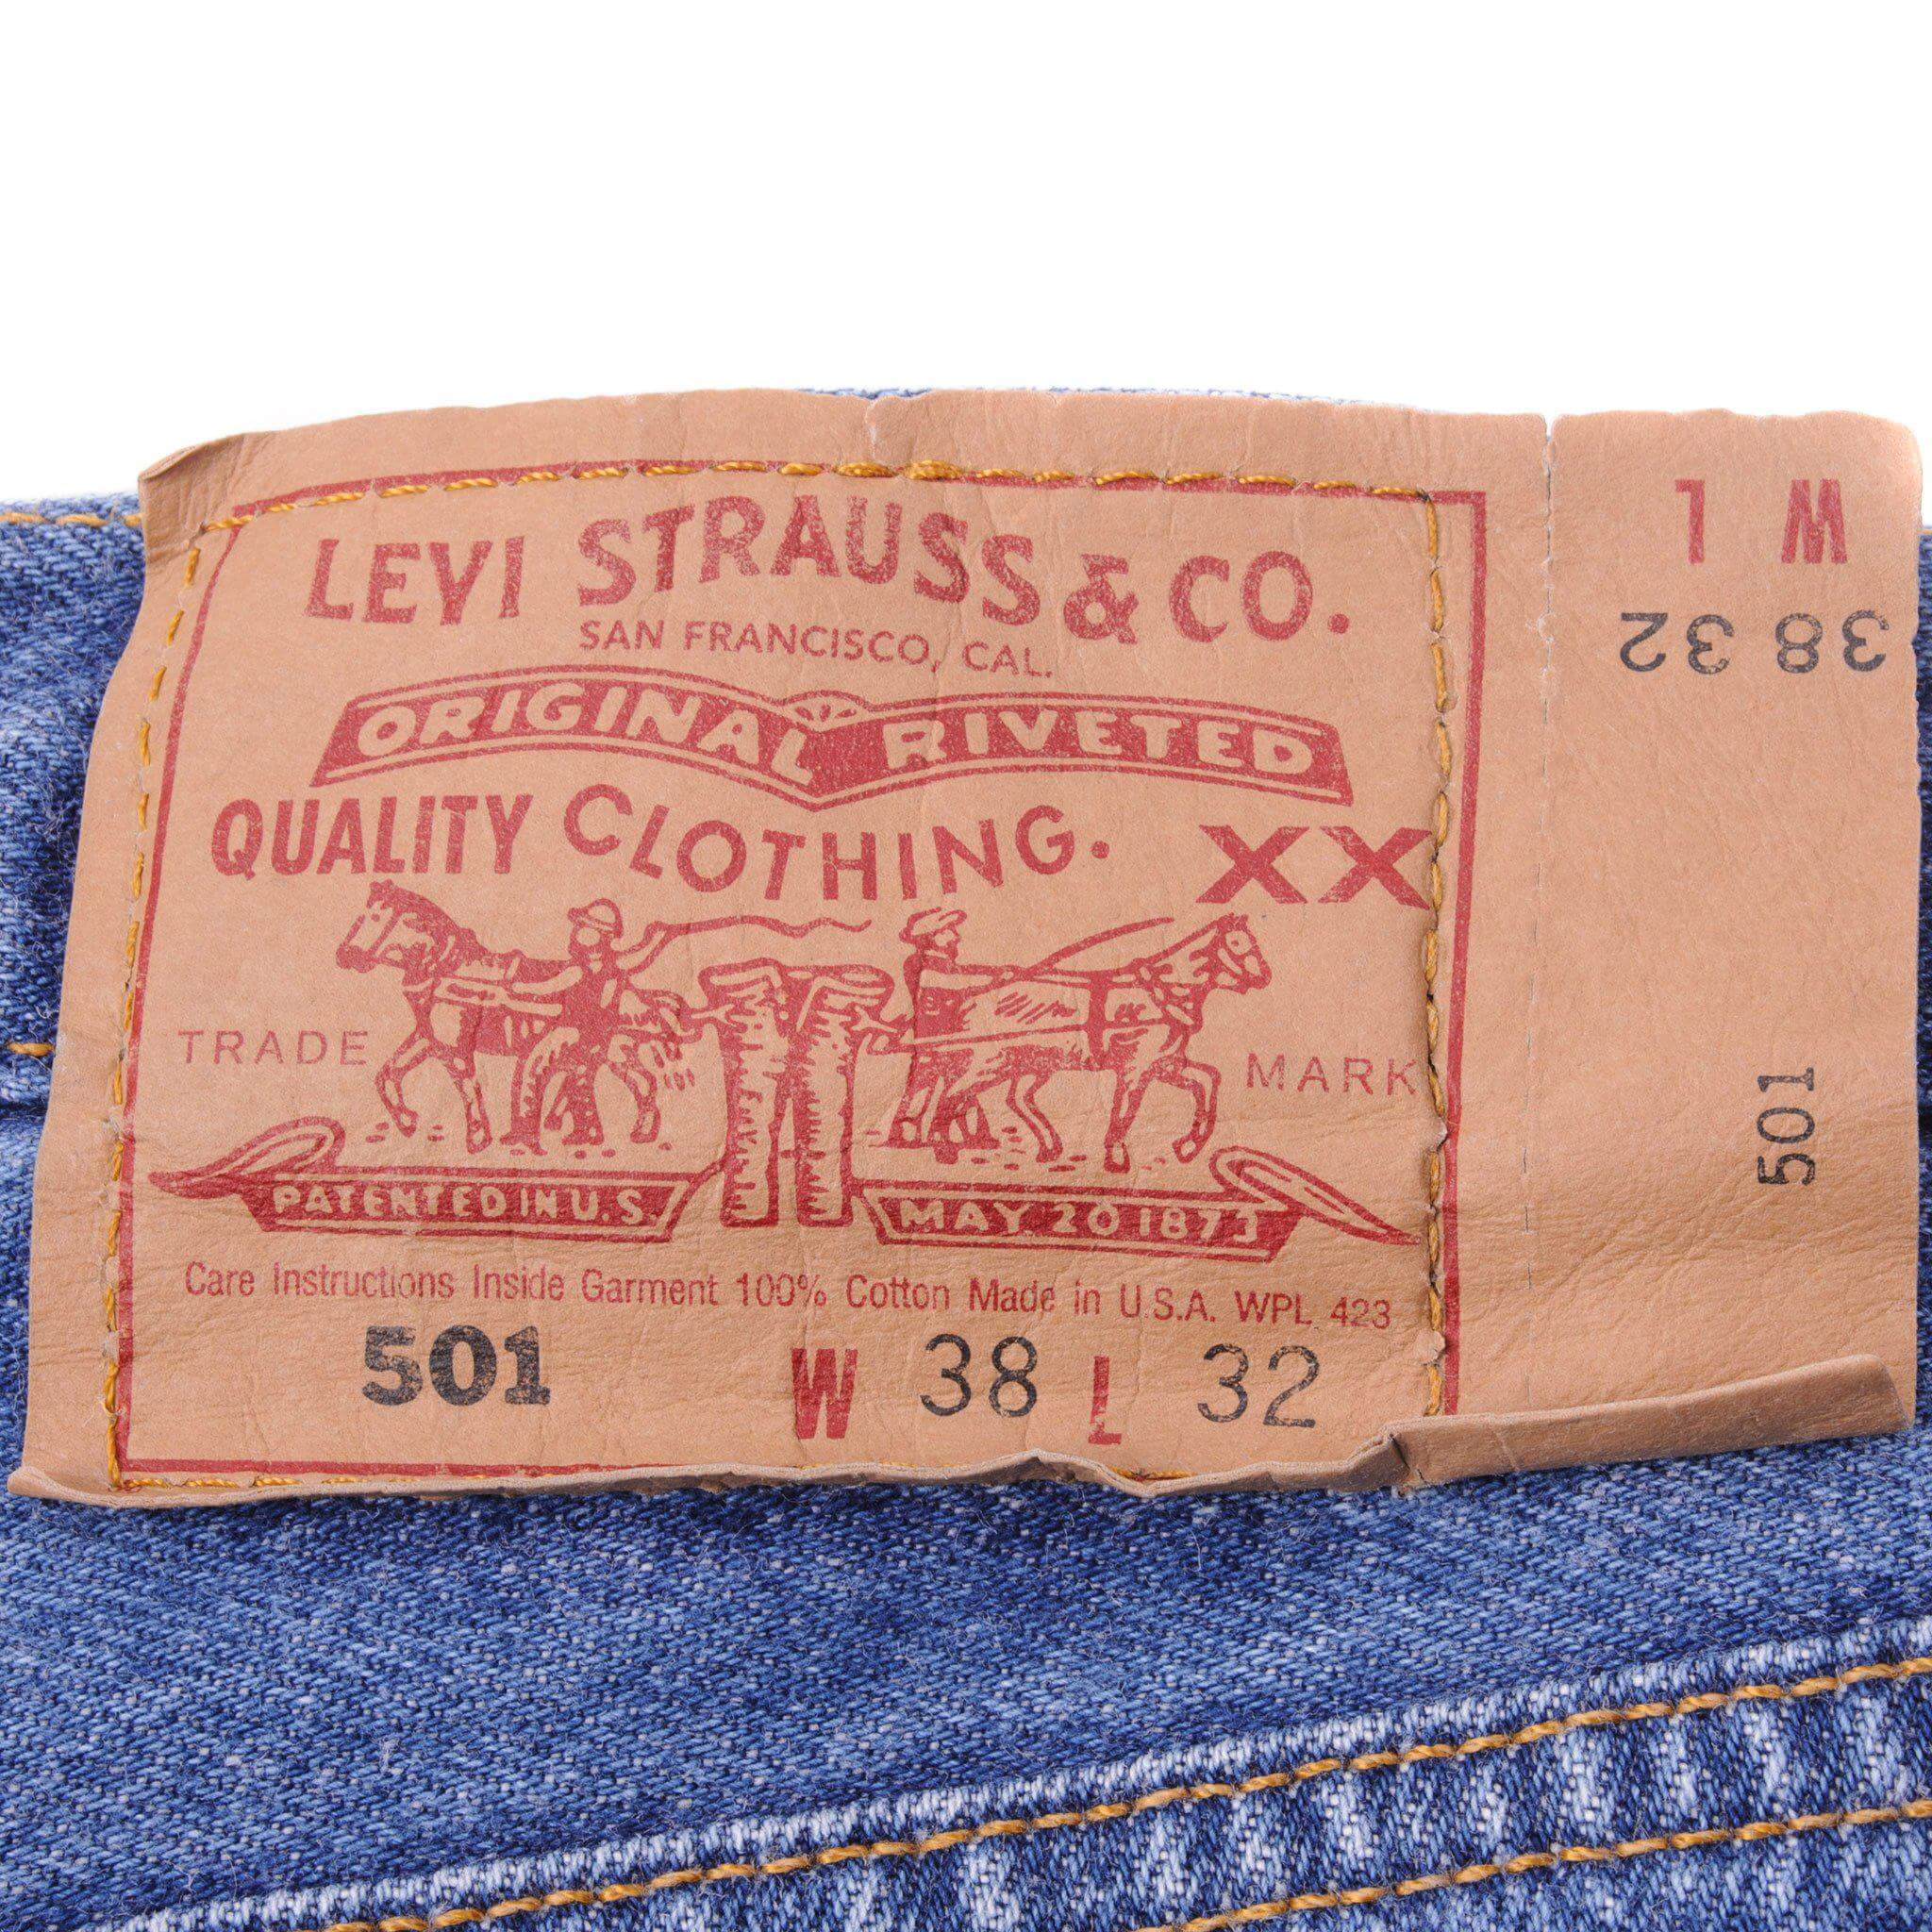 LEVI STRAUSS & CO.
SAN FRANCISCO, CAL.
ORIGINAL RIVETED
QUALITY CLOTHING. XX
TRADE MARK
PATENTED IN U.S. MAY 20 1873
Care Instructions Inside Garment 100% Cotton Made in U.S.A. WPL 423
501 W 38 L 32
W L
38 32
501